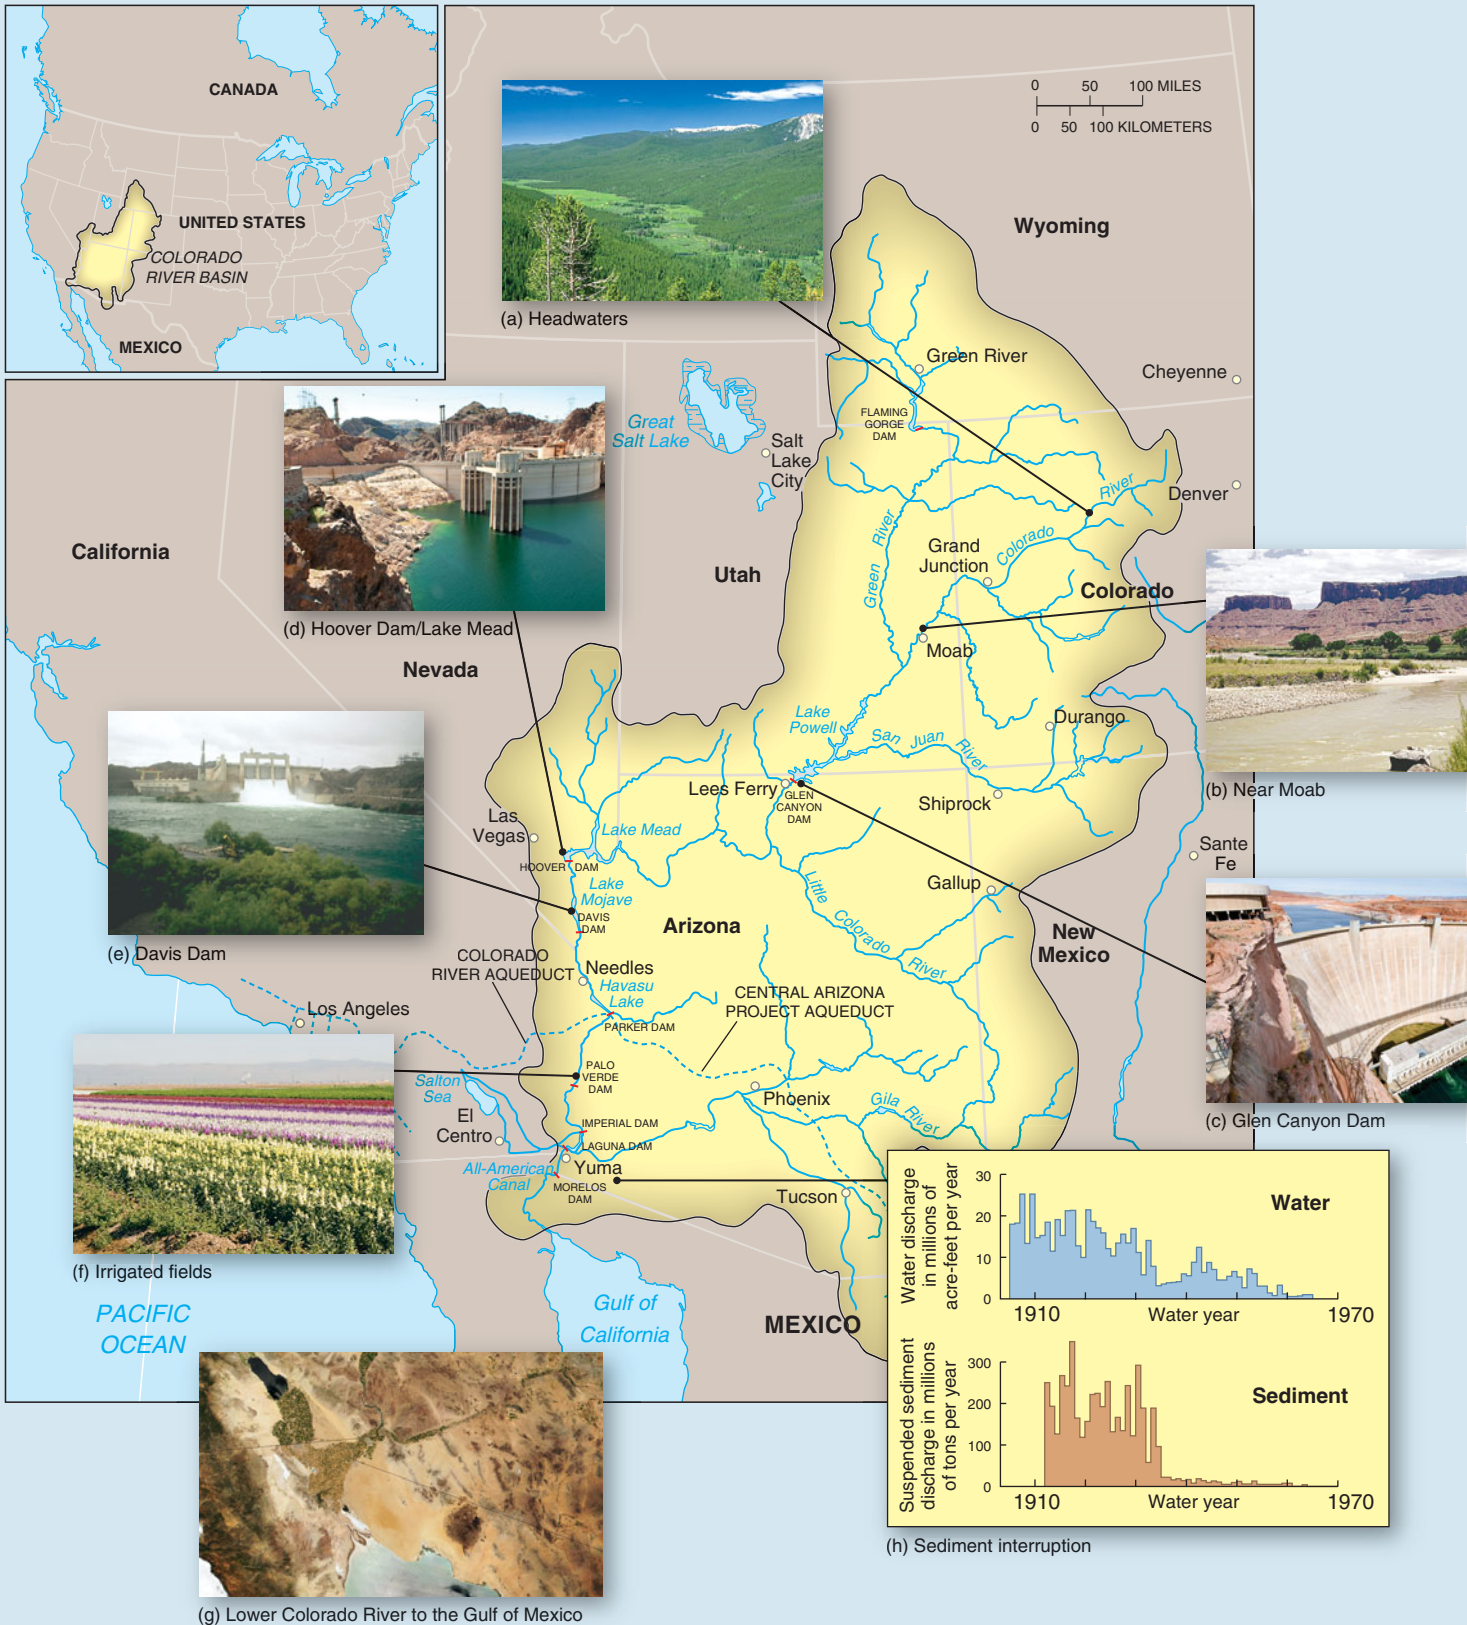 CANADA
UNITED STATES
COLORADO
RIVER BASIN
MEXICO
0 50 100 MILES
0 50 100 KILOMETERS
Wyoming
(a) Headwaters
Green River
Cheyenne
FLAMING
GORGE
DAM
Great
Salt Lake
Salt
Lake
City
River
Denver
California
Green River
Grand
Junction
Colorado
Utah
Colorado
(d) Hoover Dam/Lake Mead
Moab
Nevada
Lake
Powell
San Juan River
Durango
(b) Near Moab
Lees Ferry
GLEN
CANYON
DAM
Shiprock
Las
Vegas
Lake Mead
HOOVER DAM
Sante
Fe
Lake
Mojave
Little Colorado River
Gallup
DAVIS
DAM
Arizona
New
Mexico
(e) Davis Dam
COLORADO
RIVER AQUEDUCT
Needles
Havasu
Lake
CENTRAL ARIZONA
PROJECT AQUEDUCT
Los Angeles
PARKER DAM
PALO
VERDE
DAM
Salton
Sea
Phoenix
Gila River
(c) Glen Canyon Dam
El
Centro
IMPERIAL DAM
LAGUNA DAM
All-American
Canal
Yuma
MORELOS
DAM
Tucson
(f) Irrigated fields
PACIFIC
OCEAN
Gulf of
California
MEXICO
Water discharge
in millions of
acre-feet per year
30
20
10
0
Water
1910 Water year 1970
Suspended sediment
discharge in millions
of tons per year
300
200
100
0
Sediment
1910 Water year 1970
(h) Sediment interruption
(g) Lower Colorado River to the Gulf of Mexico